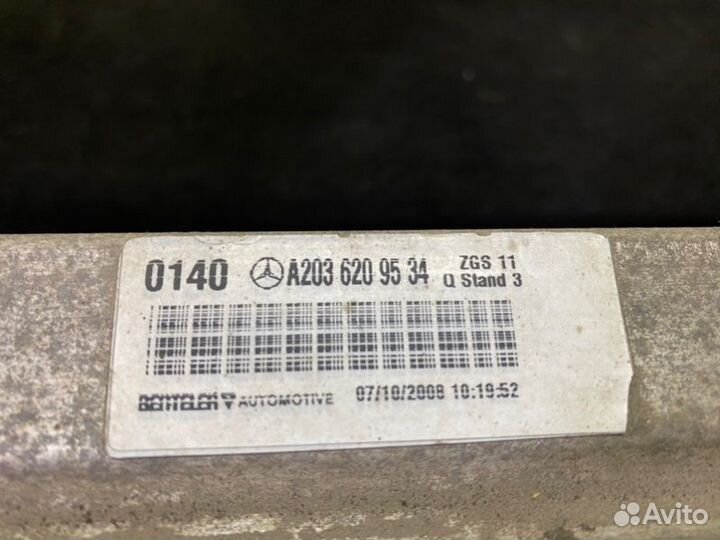 0140 A203 620 95 34 ZGS 11
Q Stand 3
BENTELER AUTOMOTIVE 07/10/2008 10:19:52
Avito